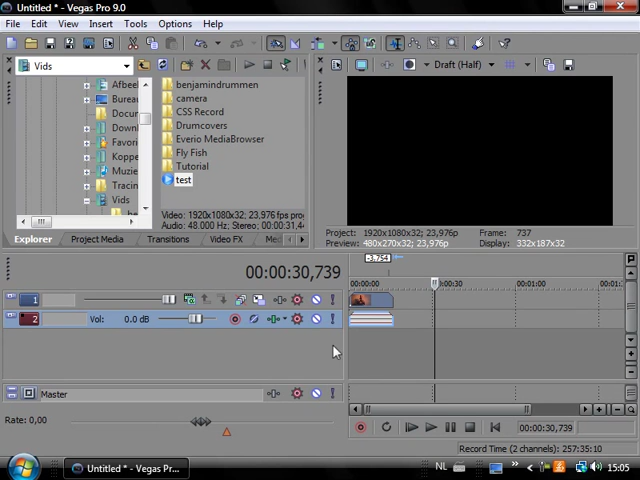 Untitled * - Vegas Pro 9.0
File Edit View Insert Tools Options Help
Vids
Draft (Half)
Afbeel
Bureau
Docum
Downl
Favori
Koppe
Muzie
Tracin
Vids
benjamindrummen
camera
CSS Record
Drumcovers
Everio MediaBrowser
Fly Fish
Tutorial
test
Video: 1920x1080x32; 23,976 fps prog
Audio: 48.000 Hz; Stereo; 00:00:31,44
Explorer Project Media Transitions Video FX Med
Project: 1920x1080x32; 23,976p Frame: 737
Preview: 480x270x32; 23,976p Display: 332x187x32
00:00:30,739
-3.754
00:00:00 00:00:30 00:01:00
1
2 Vol: 0.0 dB
Master
Rate: 0,00
00:00:30,739
Record Time (2 channels): 257:35:10
Untitled * - Vegas Pr... NL 15:05